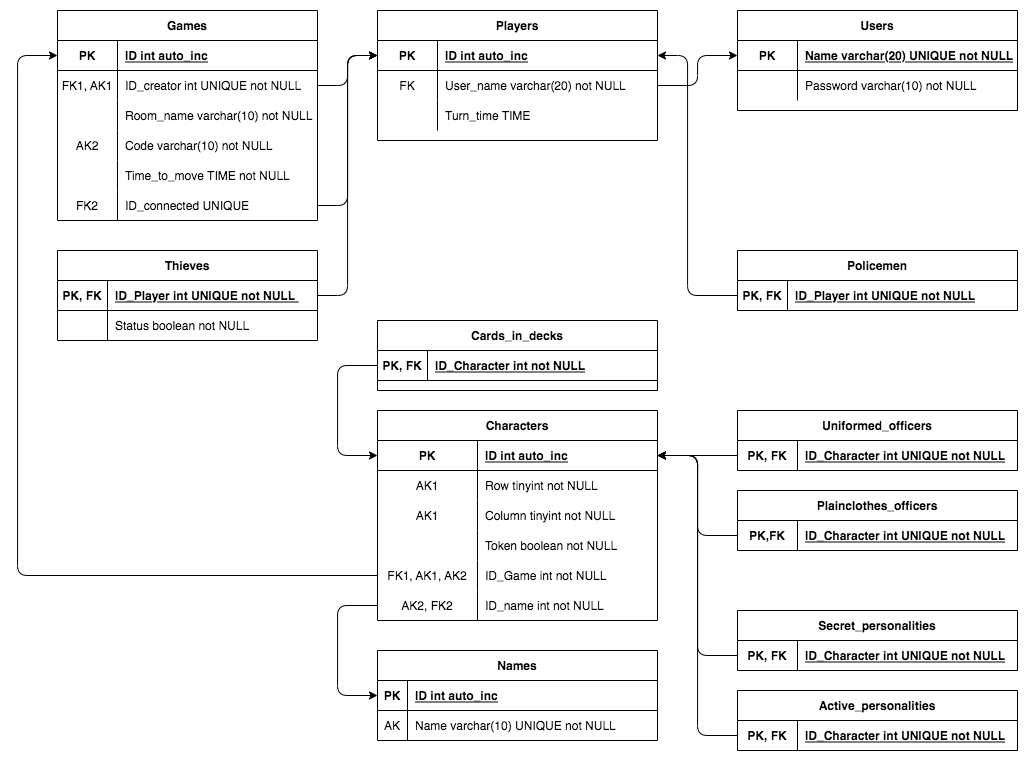 Games
PK ID int auto_inc
FK1, AK1 ID_creator int UNIQUE not NULL
Room_name varchar(10) not NULL
AK2 Code varchar(10) not NULL
Time_to_move TIME not NULL
FK2 ID_connected UNIQUE
Players
PK ID int auto_inc
FK User_name varchar(20) not NULL
Turn_time TIME
Users
PK Name varchar(20) UNIQUE not NULL
Password varchar(10) not NULL
Thieves
PK, FK ID_Player int UNIQUE not NULL
Status boolean not NULL
Policemen
PK, FK ID_Player int UNIQUE not NULL
Cards_in_decks
PK, FK ID_Character int not NULL
Characters
PK ID int auto_inc
AK1 Row tinyint not NULL
AK1 Column tinyint not NULL
Token boolean not NULL
FK1, AK1, AK2 ID_Game int not NULL
AK2, FK2 ID_name int not NULL
Names
PK ID int auto_inc
AK Name varchar(10) UNIQUE not NULL
Uniformed_officers
PK, FK ID_Character int UNIQUE not NULL
Plainclothes_officers
PK,FK ID_Character int UNIQUE not NULL
Secret_personalities
PK, FK ID_Character int UNIQUE not NULL
Active_personalities
PK, FK ID_Character int UNIQUE not NULL